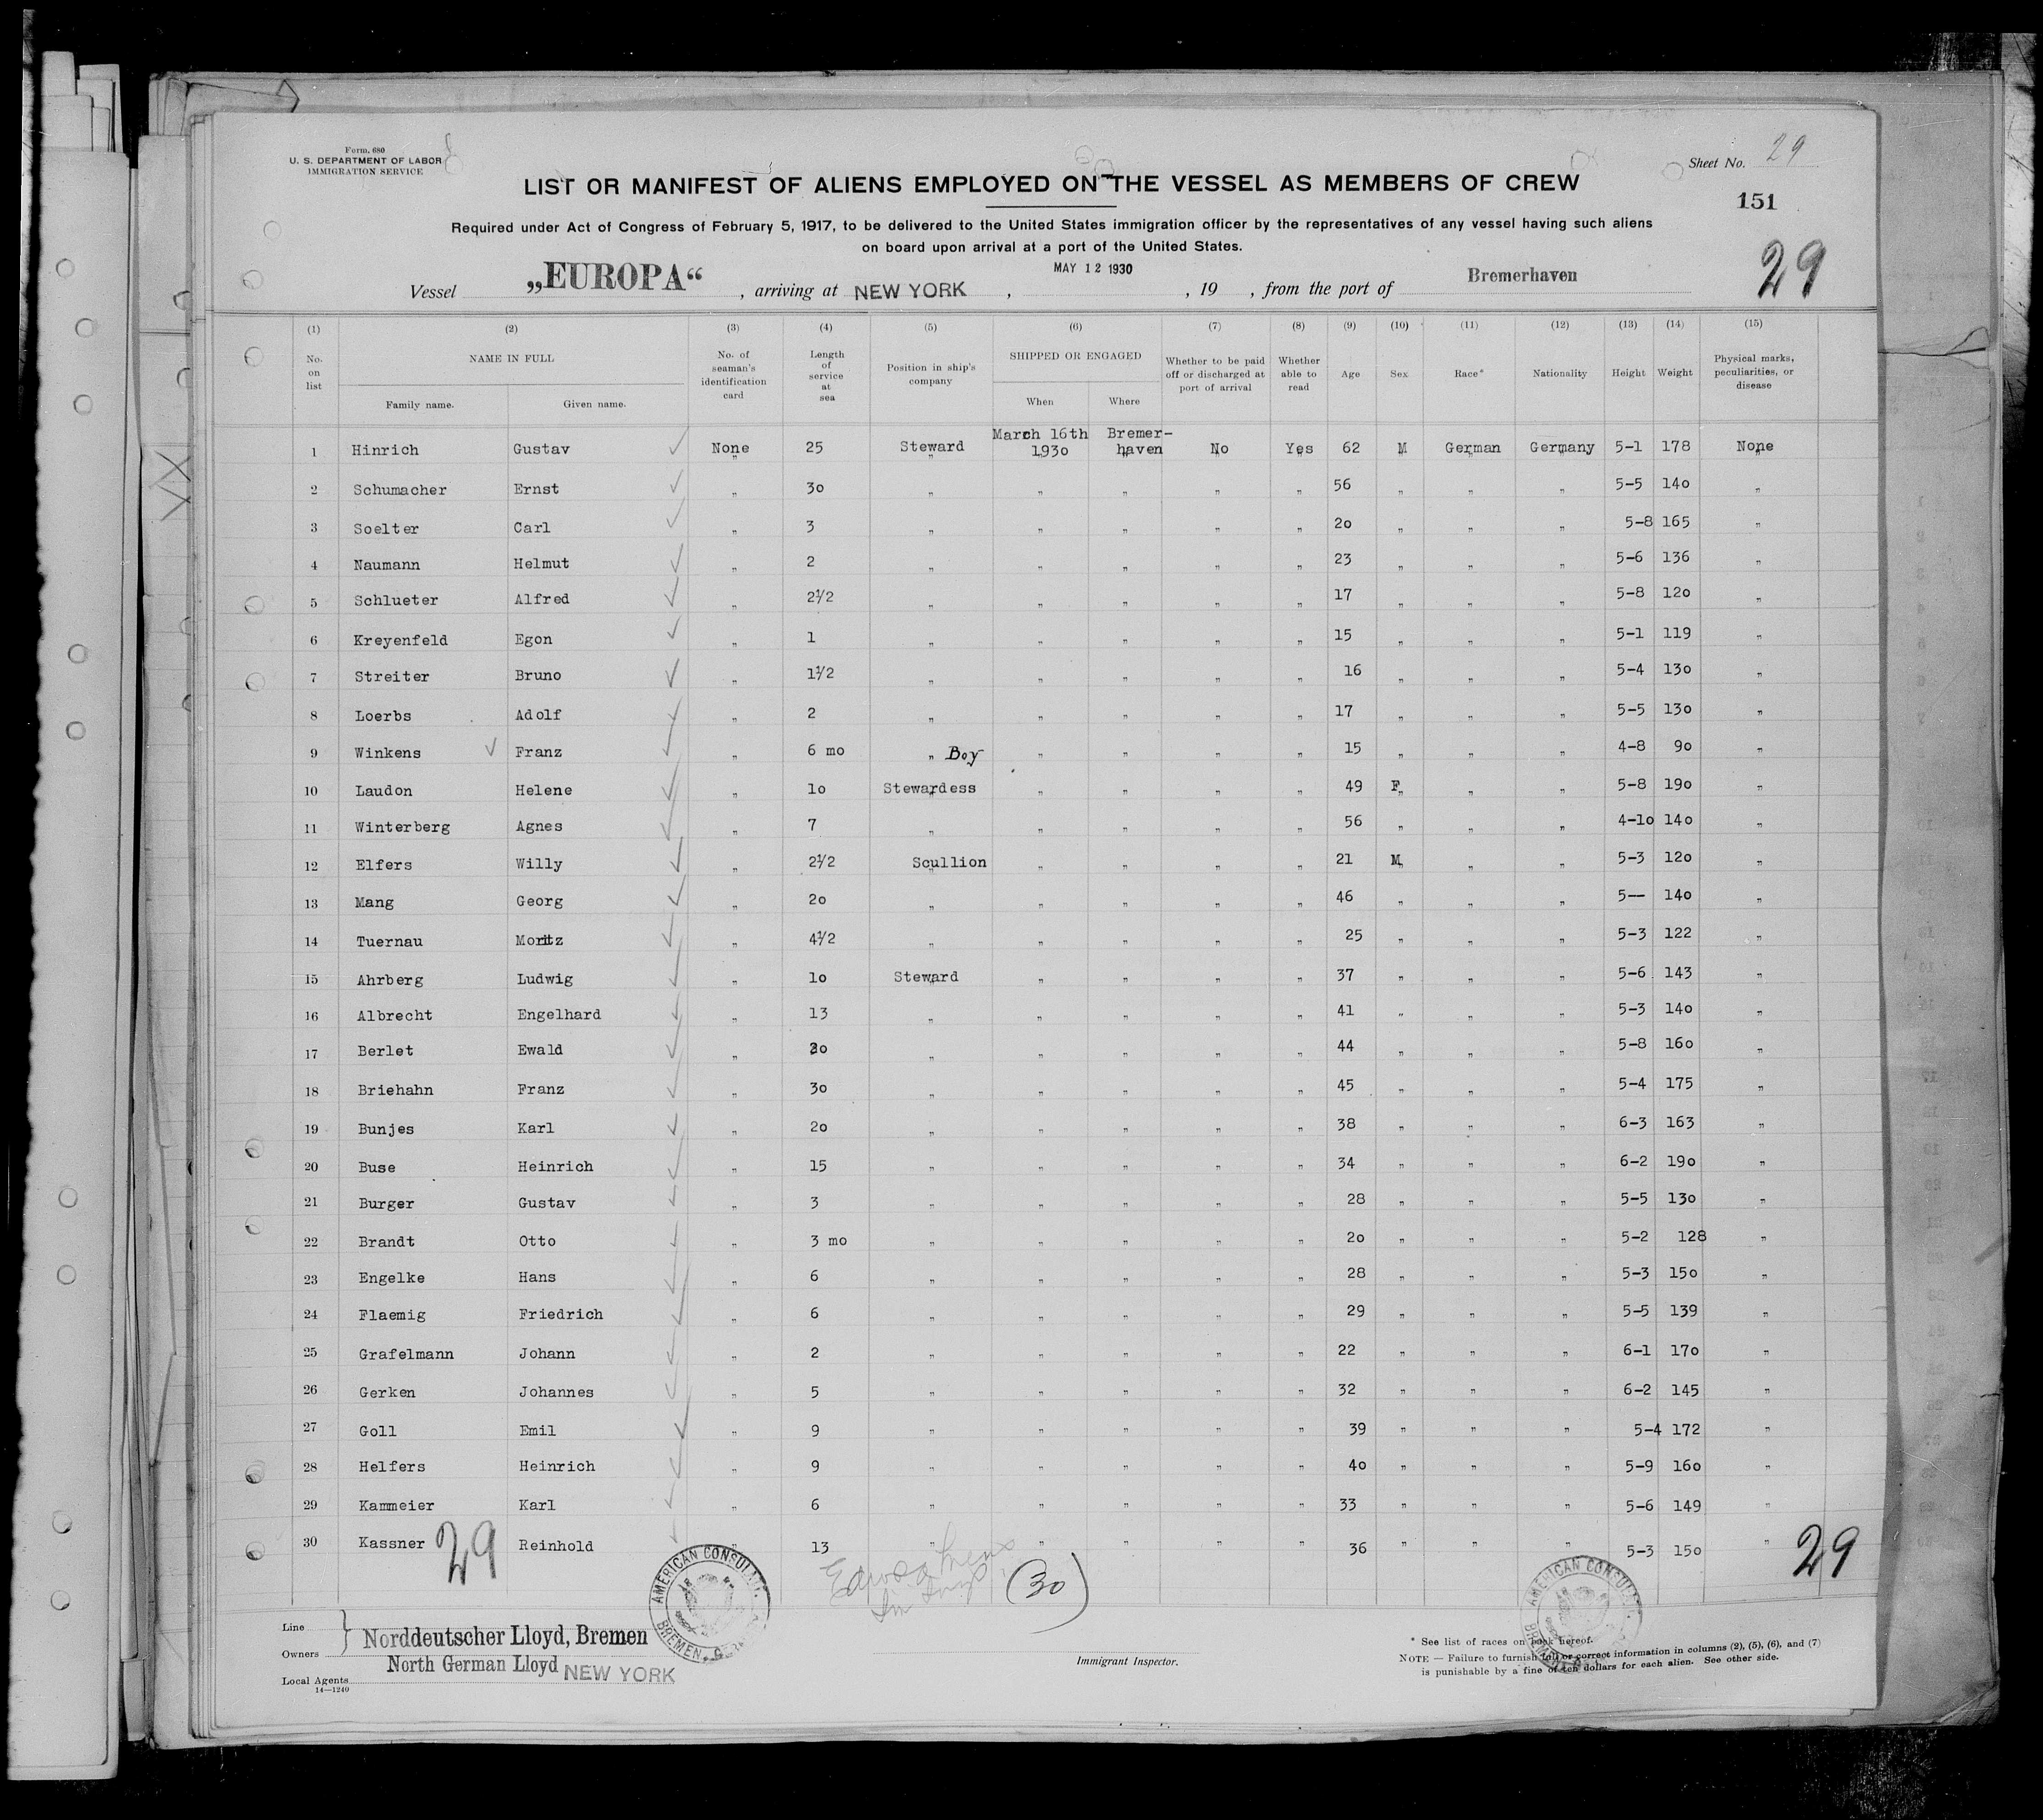 Form. 680
U. S. DEPARTMENT OF LABOR
IMMIGRATION SERVICE
Sheet No. 29
LIST OR MANIFEST OF ALIENS EMPLOYED ON THE VESSEL AS MEMBERS OF CREW
151
Required under Act of Congress of February 5, 1917, to be delivered to the United States immigration officer by the representatives of any vessel having such aliens
on board upon arrival at a port of the United States.
29
Vessel „EUROPA“ , arriving at NEW YORK , MAY 12 1930 , 19 , from the port of Bremerhaven
(1) (2) (3) (4) (5) (6) (7) (8) (9) (10) (11) (12) (13) (14) (15)
No. on list NAME IN FULL Family name. Given name. No. of seaman's identification card Length of service at sea Position in ship's company SHIPPED OR ENGAGED When Where Whether to be paid off or discharged at port of arrival Whether able to read Age Sex Race* Nationality Height Weight Physical marks, peculiarities, or disease
1 Hinrich Gustav None 25 Steward March 16th 1930 Bremer-haven No Yes 62 M German Germany 5-1 178 None
2 Schumacher Ernst „ 30 „ „ „ „ „ 56 „ „ „ 5-5 140 „
3 Soelter Carl „ 3 „ „ „ „ „ 20 „ „ „ 5-8 165 „
4 Naumann Helmut „ 2 „ „ „ „ „ 23 „ „ „ 5-6 136 „
5 Schlueter Alfred „ 2½ „ „ „ „ „ 17 „ „ „ 5-8 120 „
6 Kreyenfeld Egon „ 1 „ „ „ „ „ 15 „ „ „ 5-1 119 „
7 Streiter Bruno „ 1½ „ „ „ „ „ 16 „ „ „ 5-4 130 „
8 Loerbs Adolf „ 2 „ „ „ „ „ 17 „ „ „ 5-5 130 „
9 Winkens Franz „ 6 mo „ Boy „ „ „ „ 15 „ „ „ 4-8 90 „
10 Laudon Helene „ 10 Stewardess „ „ „ „ 49 F „ „ 5-8 190 „
11 Winterberg Agnes „ 7 „ „ „ „ „ 56 „ „ „ 4-10 140 „
12 Elfers Willy „ 2½ Scullion „ „ „ „ 21 M „ „ 5-3 120 „
13 Mang Georg „ 20 „ „ „ „ „ 46 „ „ „ 5-- 140 „
14 Tuernau Moritz „ 4½ „ „ „ „ „ 25 „ „ „ 5-3 122 „
15 Ahrberg Ludwig „ 10 Steward „ „ „ „ 37 „ „ „ 5-6 143 „
16 Albrecht Engelhard „ 13 „ „ „ „ „ 41 „ „ „ 5-3 140 „
17 Berlet Ewald „ 20 „ „ „ „ „ 44 „ „ „ 5-8 160 „
18 Briehahn Franz „ 30 „ „ „ „ „ 45 „ „ „ 5-4 175 „
19 Bunjes Karl „ 20 „ „ „ „ „ 38 „ „ „ 6-3 163 „
20 Buse Heinrich „ 15 „ „ „ „ „ 34 „ „ „ 6-2 190 „
21 Burger Gustav „ 3 „ „ „ „ „ 28 „ „ „ 5-5 130 „
22 Brandt Otto „ 3 mo „ „ „ „ „ 20 „ „ „ 5-2 128 „
23 Engelke Hans „ 6 „ „ „ „ „ 28 „ „ „ 5-3 150 „
24 Flaemig Friedrich „ 6 „ „ „ „ „ 29 „ „ „ 5-5 139 „
25 Grafelmann Johann „ 2 „ „ „ „ „ 22 „ „ „ 6-1 170 „
26 Gerken Johannes „ 5 „ „ „ „ „ 32 „ „ „ 6-2 145 „
27 Goll Emil „ 9 „ „ „ „ „ 39 „ „ „ 5-4 172 „
28 Helfers Heinrich „ 9 „ „ „ „ „ 40 „ „ „ 5-9 160 „
29 Kammeier Karl „ 6 „ „ „ „ „ 33 „ „ „ 5-6 149 „
30 Kassner Reinhold „ 13 „ „ „ „ „ 36 „ „ „ 5-3 150 „
29 (30) 29
AMERICAN CONSULATE BREMEN,
AMERICAN CONSULATE BREMEN
Line
Owners
Norddeutscher Lloyd, Bremen
Local Agents North German Lloyd NEW YORK
14—1240
Immigrant Inspector.
* See list of races on back hereof.
NOTE — Failure to furnish full or correct information in columns (2), (5), (6), and (7)
is punishable by a fine of ten dollars for each alien. See other side.